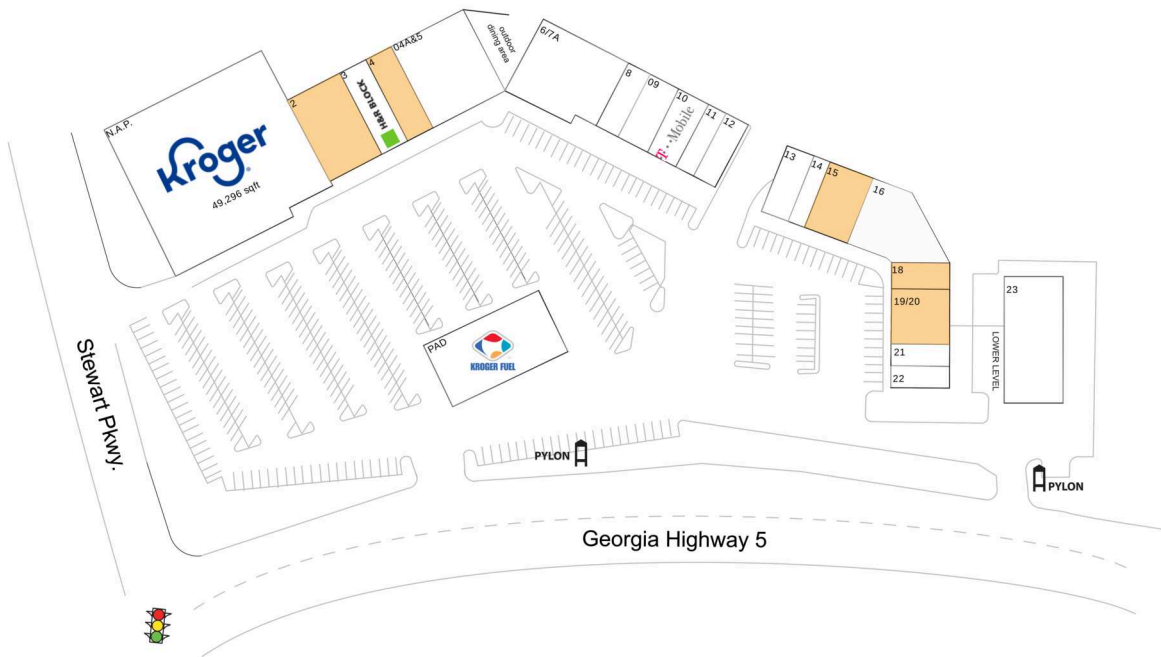 N.A.P.
Kroger
49,296 sqft
2
3
H&R BLOCK
4
04A&5
outdoor
dining area
6/7A
8
09
10
T··Mobile
11
12
13
14
15
16
18
19/20
21
22
23
LOWER LEVEL
PAD
KROGER FUEL
PYLON
PYLON
Stewart Pkwy.
Georgia Highway 5